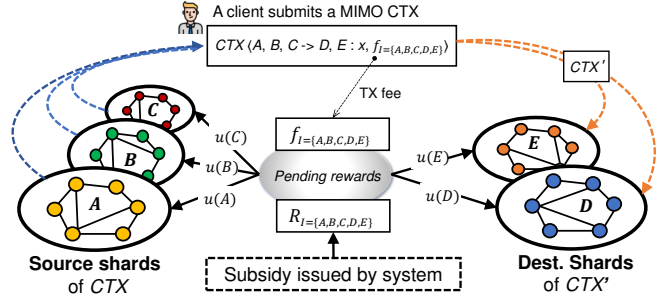 A client submits a MIMO CTX
CTX ⟨A, B, C -> D, E : x, f_{I={A,B,C,D,E}}⟩
CTX'
TX fee
C
B
A
u(C)
u(B)
u(A)
f_{I={A,B,C,D,E}}
Pending rewards
R_{I={A,B,C,D,E}}
u(E)
u(D)
E
D
Source shards
of CTX
Subsidy issued by system
Dest. Shards
of CTX'